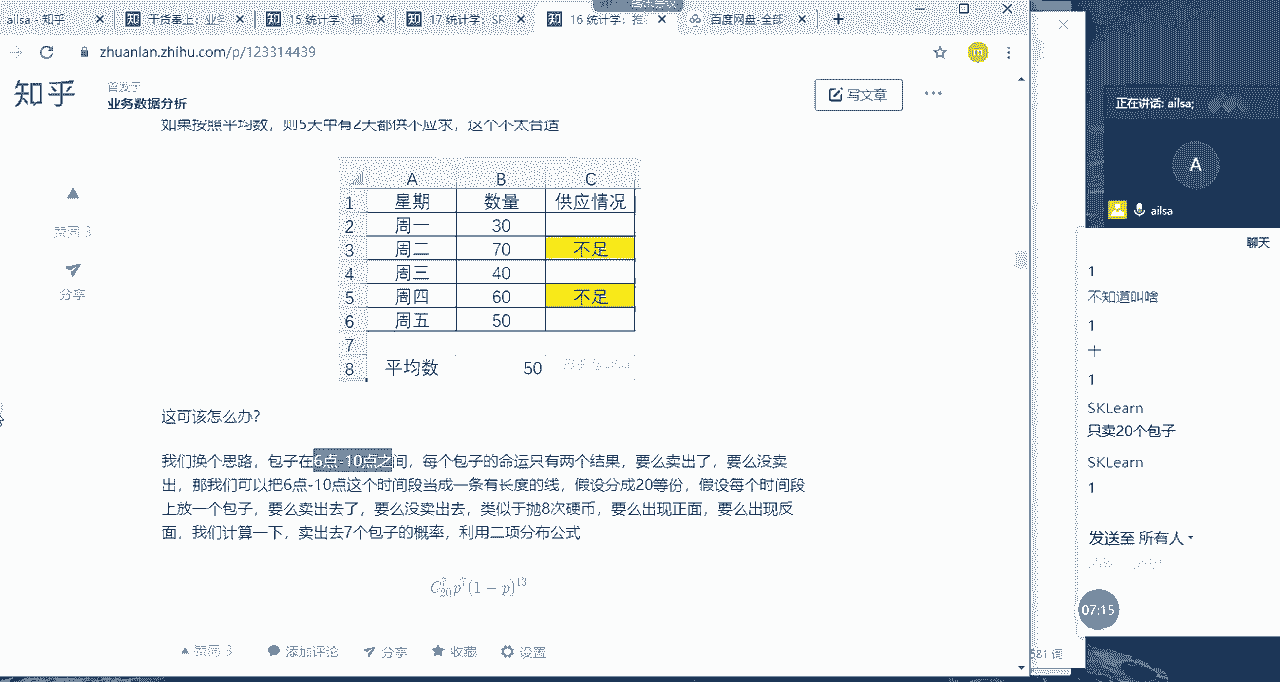 ailsa - 知乎
干货奉上：业务
15 统计学：描
17 统计学：SP
16 统计学：推
百度网盘-全部
zhuanlan.zhihu.com/p/123314439
知乎
首发于
业务数据分析
写文章
如果按照平均数，则5天中有2天都供不应求，这个不太合适
A B C
1 星期 数量 供应情况
2 周一 30
3 周二 70 不足
4 周三 40
5 周四 60 不足
6 周五 50
7
8 平均数 50
赞同 3
分享
这可该怎么办？
我们换个思路，包子在6点-10点之间，每个包子的命运只有两个结果，要么卖出了，要么没卖
出，那我们可以把6点-10点这个时间段当成一条有长度的线，假设分成20等份，假设每个时间段
上放一个包子，要么卖出去了，要么没卖出去，类似于抛8次硬币，要么出现正面，要么出现反
面，我们计算一下，卖出去7个包子的概率，利用二项分布公式
C_{20}^{7}p^{7}(1-p)^{13}
赞同 3 添加评论 分享 收藏 设置
正在讲话: ailsa;
A
ailsa
聊天
1
不知道叫啥
1
十
1
SKLearn
只卖20个包子
SKLearn
1
发送至 所有人
07:15
581 词